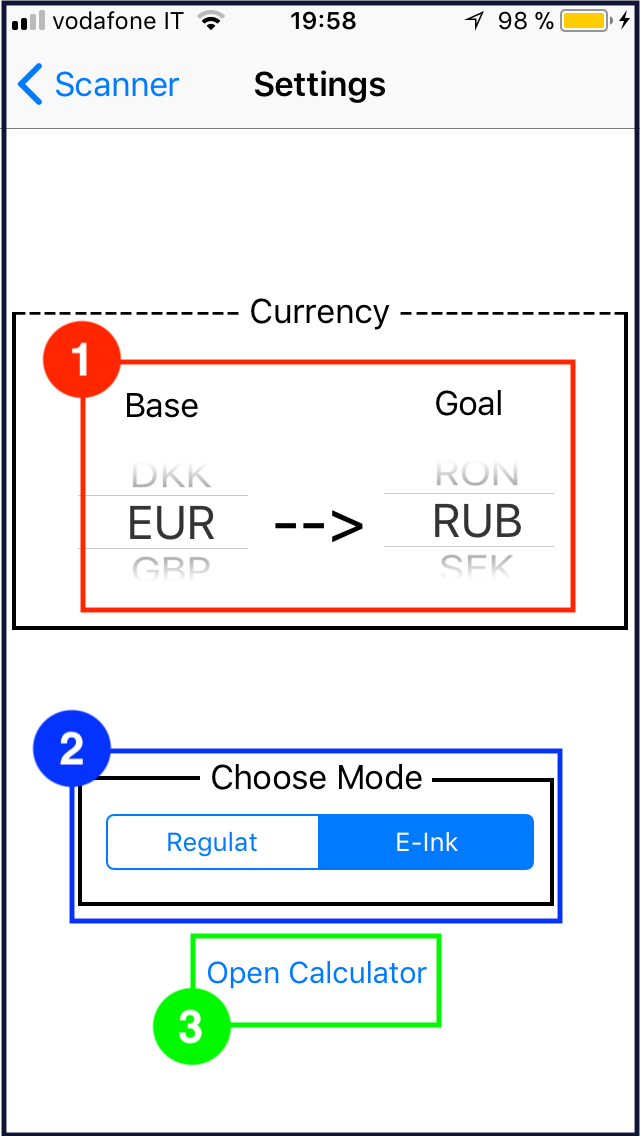 vodafone IT 19:58 98 %
Scanner Settings
Currency
1
Base Goal
DKK RON
EUR --> RUB
GBP SEK
2
Choose Mode
Regulat E-Ink
Open Calculator
3